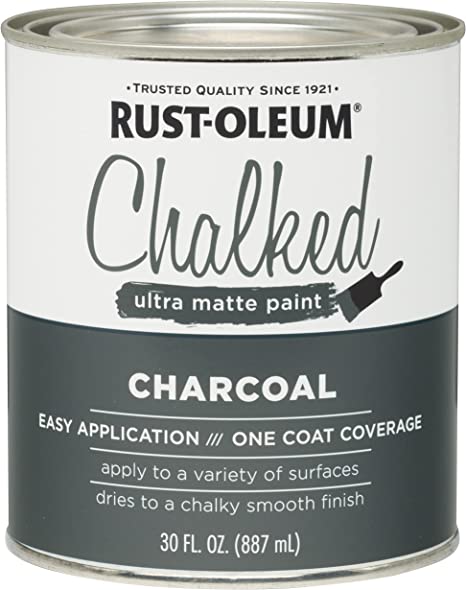 • TRUSTED QUALITY SINCE 1921 •
RUST-OLEUM®
Chalked
ultra matte paint
CHARCOAL
EASY APPLICATION /// ONE COAT COVERAGE
apply to a variety of surfaces
dries to a chalky smooth finish
30 FL. OZ. (887 mL)